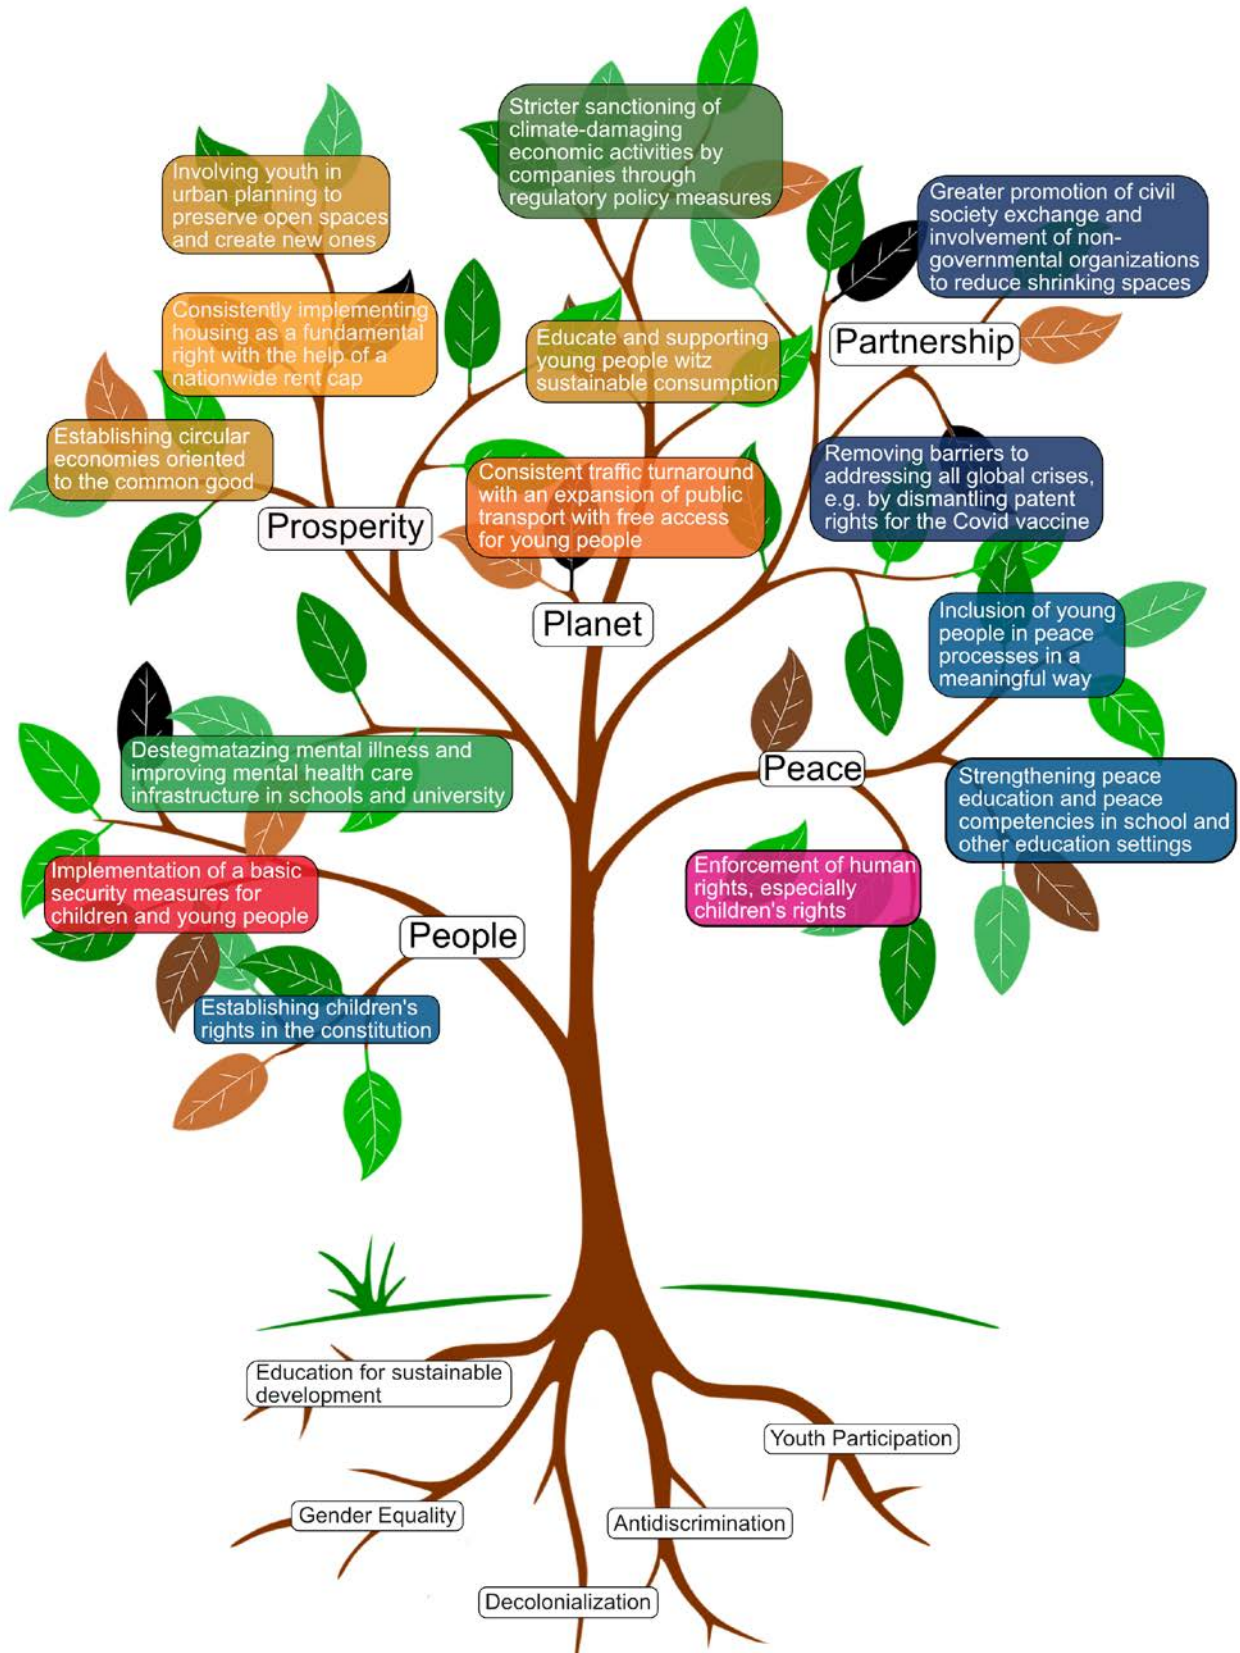 Stricter sanctioning of
climate-damaging
economic activities by
companies through
regulatory policy measures
Involving youth in
urban planning to
preserve open spaces
and create new ones
Greater promotion of civil
society exchange and
involvement of non-
governmental organizations
to reduce shrinking spaces
Consistently implementing
housing as a fundamental
right with the help of a
nationwide rent cap
Educate and supporting
young people witz
sustainable consumption
Partnership
Establishing circular
economies oriented
to the common good
Consistent traffic turnaround
with an expansion of public
transport with free access
for young people
Removing barriers to
addressing all global crises,
e.g. by dismantling patent
rights for the Covid vaccine
Prosperity
Planet
Inclusion of young
people in peace
processes in a
meaningful way
Destegmatazing mental illness and
improving mental health care
infrastructure in schools and university
Peace
Strengthening peace
education and peace
competencies in school and
other education settings
Implementation of a basic
security measures for
children and young people
Enforcement of human
rights, especially
children's rights
People
Establishing children's
rights in the constitution
Education for sustainable
development
Youth Participation
Gender Equality
Antidiscrimination
Decolonialization